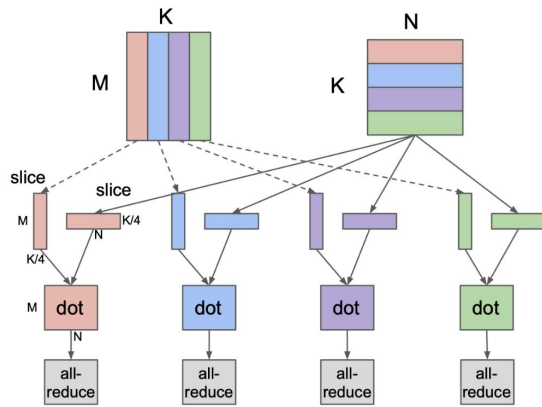 K
N
M
K
slice
slice
M
K/4
N
K/4
M
dot
dot
dot
dot
N
all-
reduce
all-
reduce
all-
reduce
all-
reduce